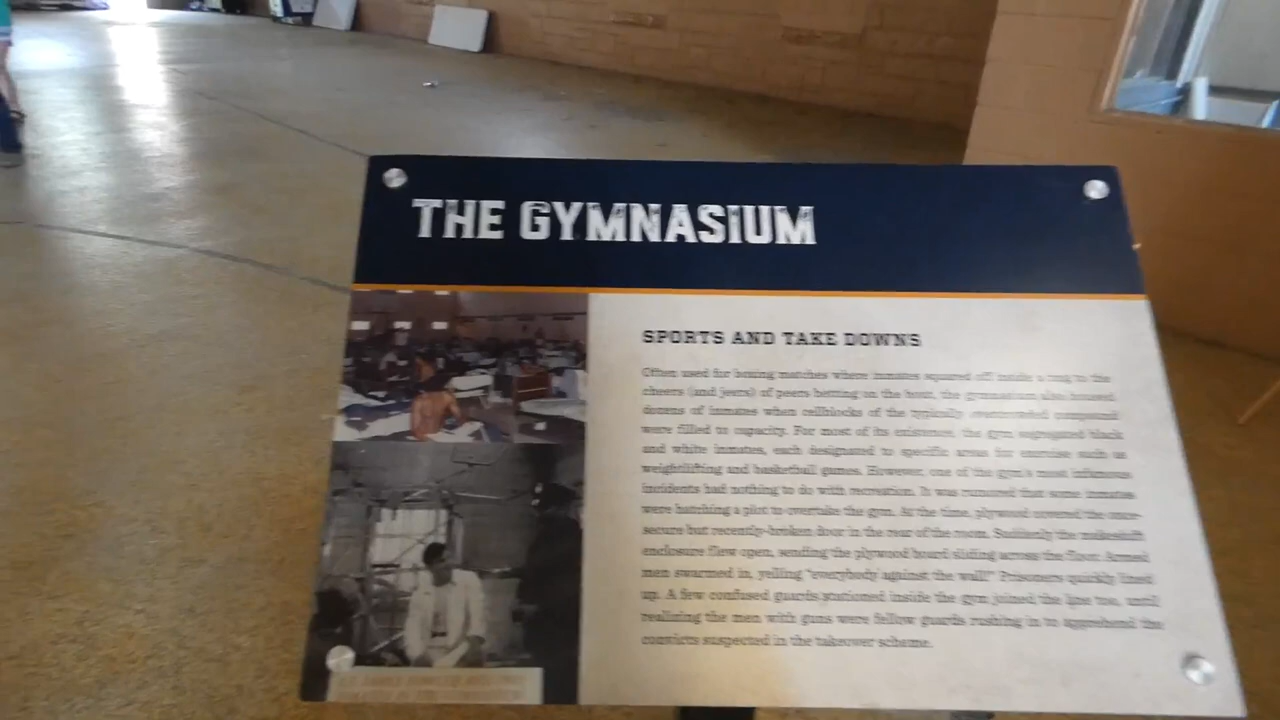 THE GYMNASIUM
SPORTS AND TAKE DOWNS
Often used for boxing matches where inmates squared off inside a ring to the
cheers (and jeers) of peers betting on the bout, the gymnasium also housed
dozens of inmates when cellblocks of the typically overcrowded compound
were filled to capacity. For most of its existence, the gym segregated black
and white inmates, each designated to specific areas for exercise such as
weightlifting and basketball games. However, one of the gym's most infamous
incidents had nothing to do with recreation. It was rumored that some inmates
were hatching a plot to overtake the gym. At the time, plywood covered the once-
secure but recently-broken door in the rear of the room. Suddenly the makeshift
enclosure flew open, sending the plywood board sliding across the floor. Armed
men swarmed in, yelling "everybody against the wall!" Prisoners quickly lined
up. A few confused guards stationed inside the gym joined the line too, until
realizing the men with guns were fellow guards rushing in to apprehend the
convicts suspected in the takeover scheme.